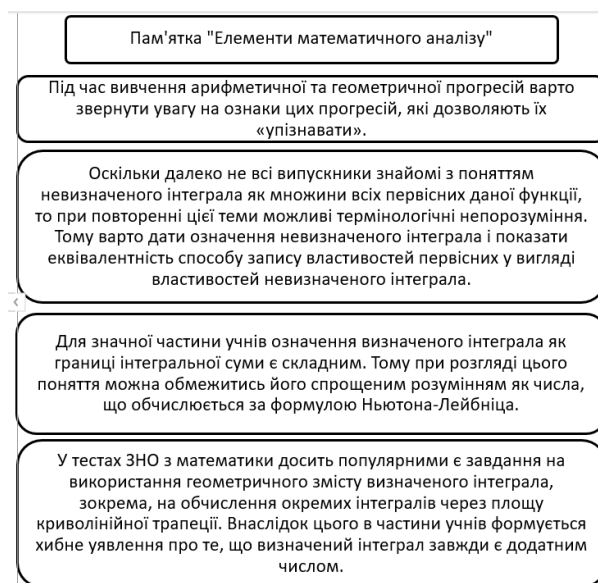 Пам'ятка "Елементи математичного аналізу"
Під час вивчення арифметичної та геометричної прогресій варто
звернути увагу на ознаки цих прогресій, які дозволяють їх
«упізнавати».
Оскільки далеко не всі випускники знайомі з поняттям
невизначеного інтеграла як множини всіх первісних даної функції,
то при повторенні цієї теми можливі термінологічні непорозуміння.
Тому варто дати означення невизначеного інтеграла і показати
еквівалентність способу запису властивостей первісних у вигляді
властивостей невизначеного інтеграла.
Для значної частини учнів означення визначеного інтеграла як
границі інтегральної суми є складним. Тому при розгляді цього
поняття можна обмежитись його спрощеним розумінням як числа,
що обчислюється за формулою Ньютона-Лейбніца.
У тестах ЗНО з математики досить популярними є завдання на
використання геометричного змісту визначеного інтеграла,
зокрема, на обчислення окремих інтегралів через площу
криволінійної трапеції. Внаслідок цього в частини учнів формується
хибне уявлення про те, що визначений інтеграл завжди є додатним
числом.